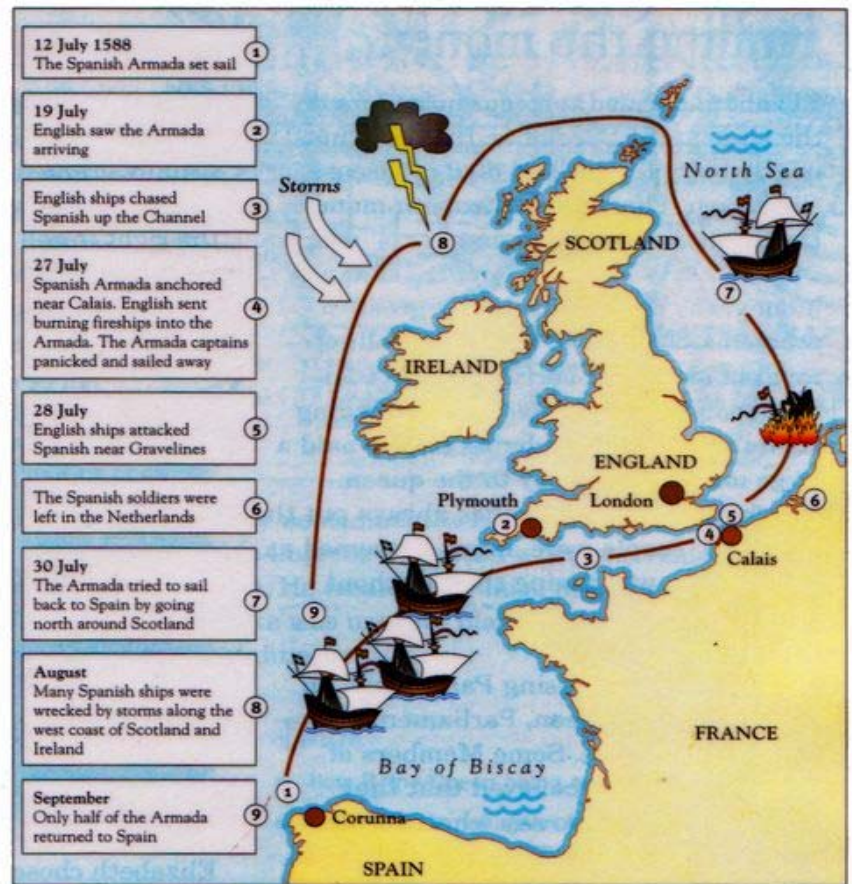 12 July 1588
The Spanish Armada set sail
1
19 July
English saw the Armada
arriving
2
English ships chased
Spanish up the Channel
3
27 July
Spanish Armada anchored
near Calais. English sent
burning fireships into the
Armada. The Armada captains
panicked and sailed away
4
28 July
English ships attacked
Spanish near Gravelines
5
The Spanish soldiers were
left in the Netherlands
6
30 July
The Armada tried to sail
back to Spain by going
north around Scotland
7
August
Many Spanish ships were
wrecked by storms along the
west coast of Scotland and
Ireland
8
September
Only half of the Armada
returned to Spain
9
Storms
North Sea
8
SCOTLAND
7
IRELAND
ENGLAND
Plymouth
London
2
5
6
4
Calais
3
9
FRANCE
Bay of Biscay
1
Corunna
SPAIN